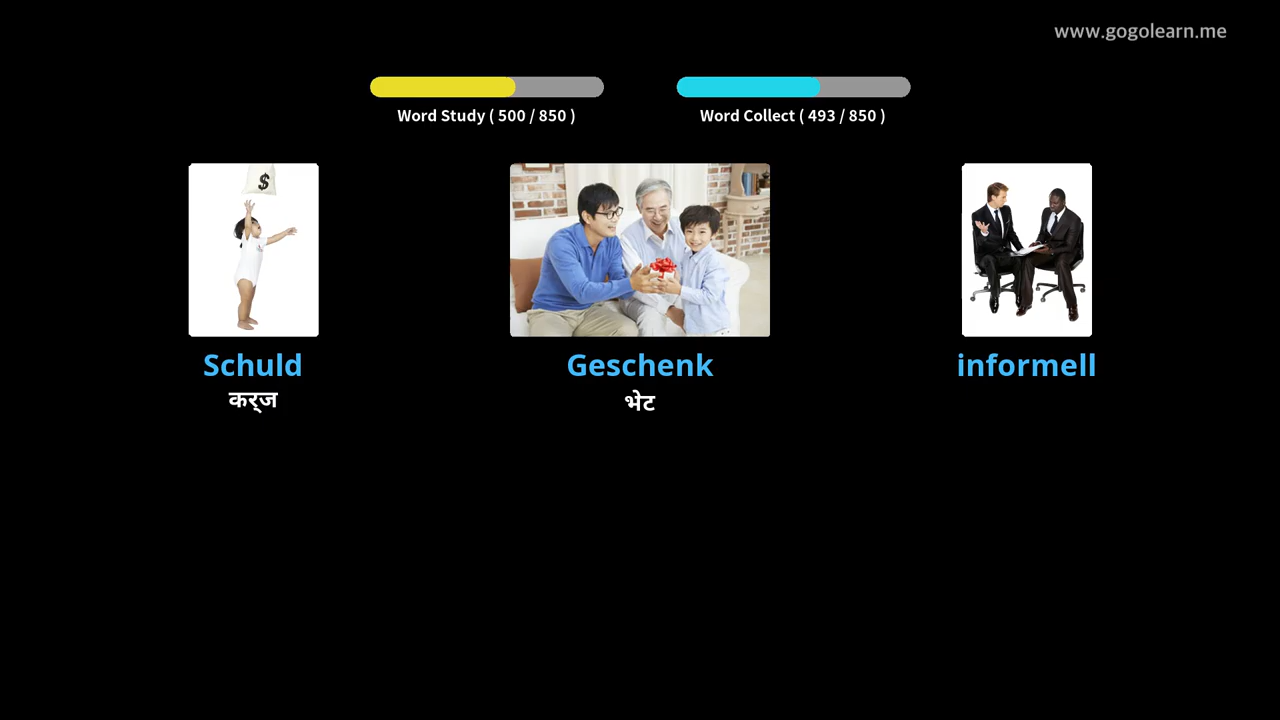 www.gogolearn.me
Word Study ( 500 / 850 )
Word Collect ( 493 / 850 )
$
Schuld
Geschenk
informell
कर्‌ज
भेट